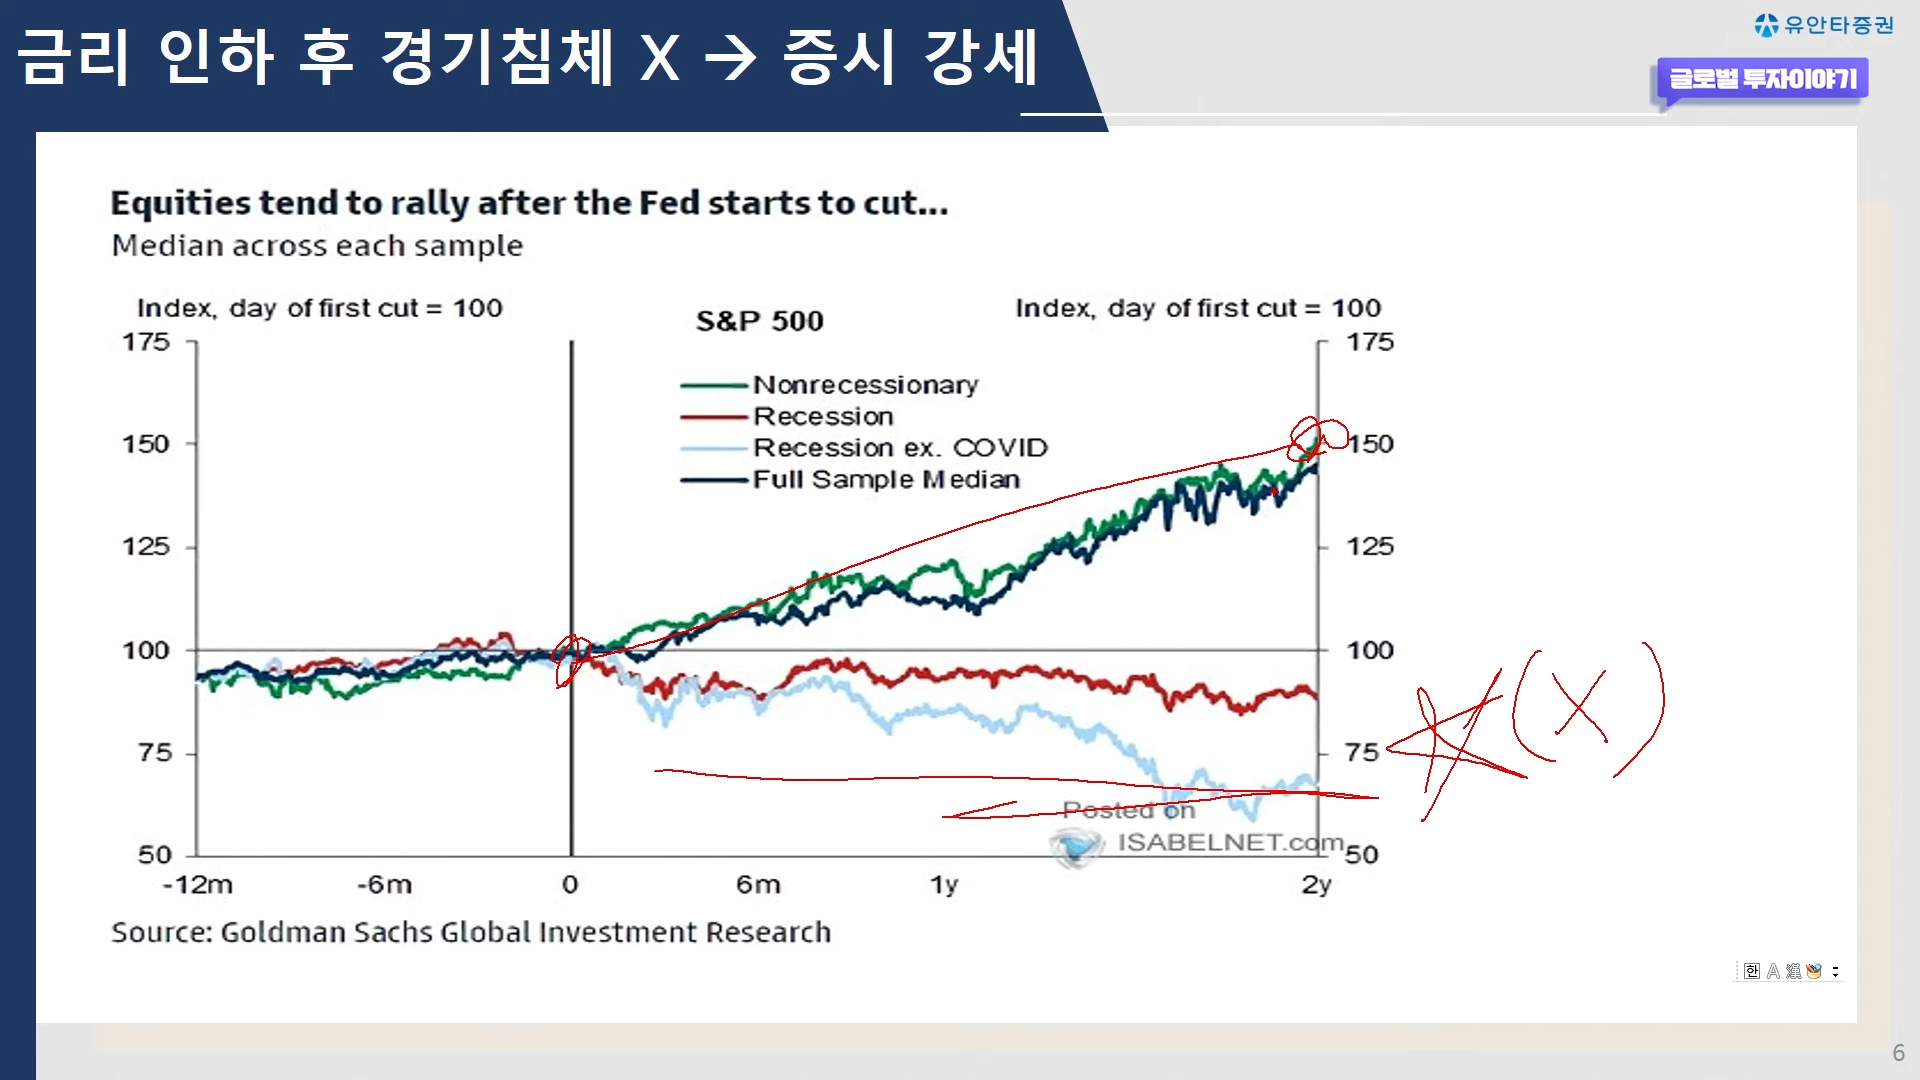 금리 인하 후 경기침체 X → 증시 강세
유안타증권
글로벌 투자이야기
Equities tend to rally after the Fed starts to cut...
Median across each sample
Index, day of first cut = 100
S&P 500
Index, day of first cut = 100
Nonrecessionary
Recession
Recession ex. COVID
Full Sample Median
175
150
125
100
75
50
175
150
125
100
75
50
(X)
Posted on
ISABELNET.com
-12m
-6m
0
6m
1y
2y
Source: Goldman Sachs Global Investment Research
한 A 漢
6